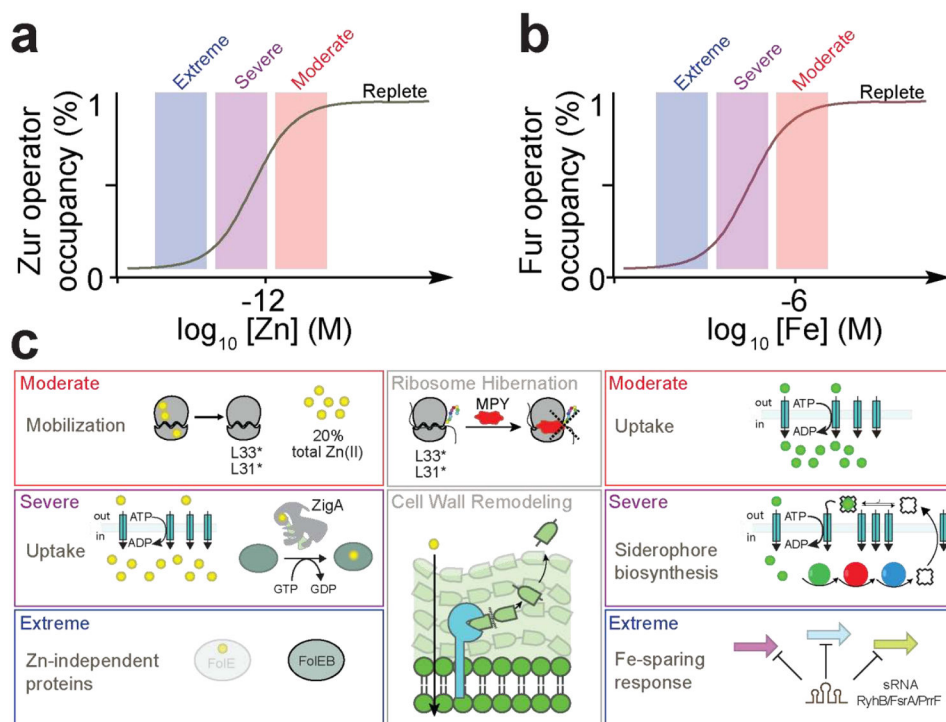 a
Extreme
Severe
Moderate
Replete
1
0
Zur operator
occupancy (%)
-12
log10 [Zn] (M)
b
Extreme
Severe
Moderate
Replete
1
0
Fur operator
occupancy (%)
-6
log10 [Fe] (M)
c
Moderate
Mobilization
L33*
L31*
20%
total Zn(II)
Ribosome Hibernation
MPY
L33*
L31*
Moderate
Uptake
out
in
ATP
ADP
Severe
Uptake
out
in
ATP
ADP
ZigA
GTP
GDP
Cell Wall Remodeling
Severe
Siderophore
biosynthesis
out
in
ATP
ADP
Extreme
Zn-independent
proteins
FolE
FolEB
Extreme
Fe-sparing
response
sRNA
RyhB/FsrA/PrrF